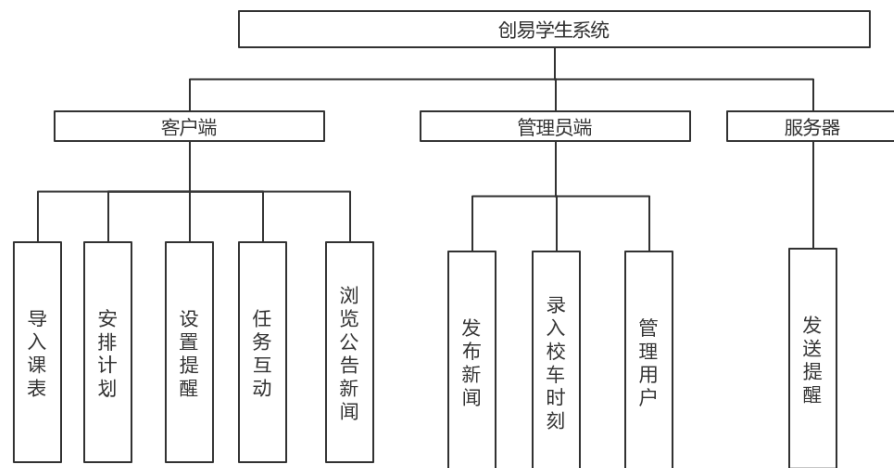 创易学生系统
客户端
管理员端
服务器
导入课表
安排计划
设置提醒
任务互动
浏览公告新闻
发布新闻
录入校车时刻
管理用户
发送提醒